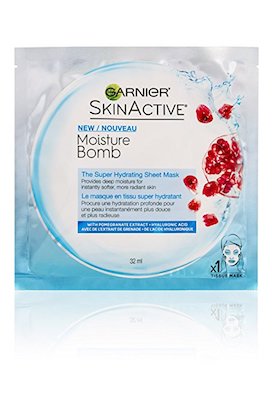 GARNIER
SKINACTIVE®
NEW / NOUVEAU
Moisture
Bomb
The Super Hydrating Sheet Mask
Provides deep moisture for
instantly softer, more radiant skin
Le masque en tissu super hydratant
Procure une hydratation profonde pour
une peau instantanément plus douce
et plus radieuse
WITH POMEGRANATE EXTRACT + HYALURONIC ACID
AVEC DE L'EXTRAIT DE GRENADE + DE L'ACIDE HYALURONIQUE
32 ml
x1
TISSUE MASK